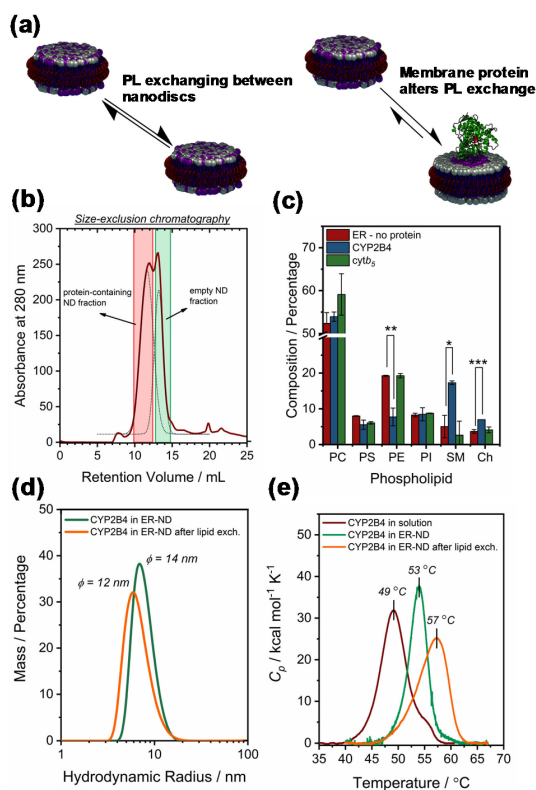 (a)
PL exchanging between
nanodiscs
Membrane protein
alters PL exchange
(b)
Size-exclusion chromatography
300
250
200
150
100
50
0
Absorbance at 280 nm
protein-containing
ND fraction
empty ND
fraction
0 5 10 15 20 25
Retention Volume / mL
(c)
ER - no protein
CYP2B4
cytb5
70
60
50
20
15
10
5
0
Composition / Percentage
**
*
***
PC PS PE PI SM Ch
Phospholipid
(d)
CYP2B4 in ER-ND
CYP2B4 in ER-ND after lipid exch.
50
40
30
20
10
0
Mass / Percentage
ϕ = 14 nm
ϕ = 12 nm
1 10 100
Hydrodynamic Radius / nm
(e)
CYP2B4 in solution
CYP2B4 in ER-ND
CYP2B4 in ER-ND after lipid exch.
50
40
30
20
10
0
Cp / kcal mol-1 K-1
49 °C
53 °C
57 °C
35 40 45 50 55 60 65 70
Temperature / °C